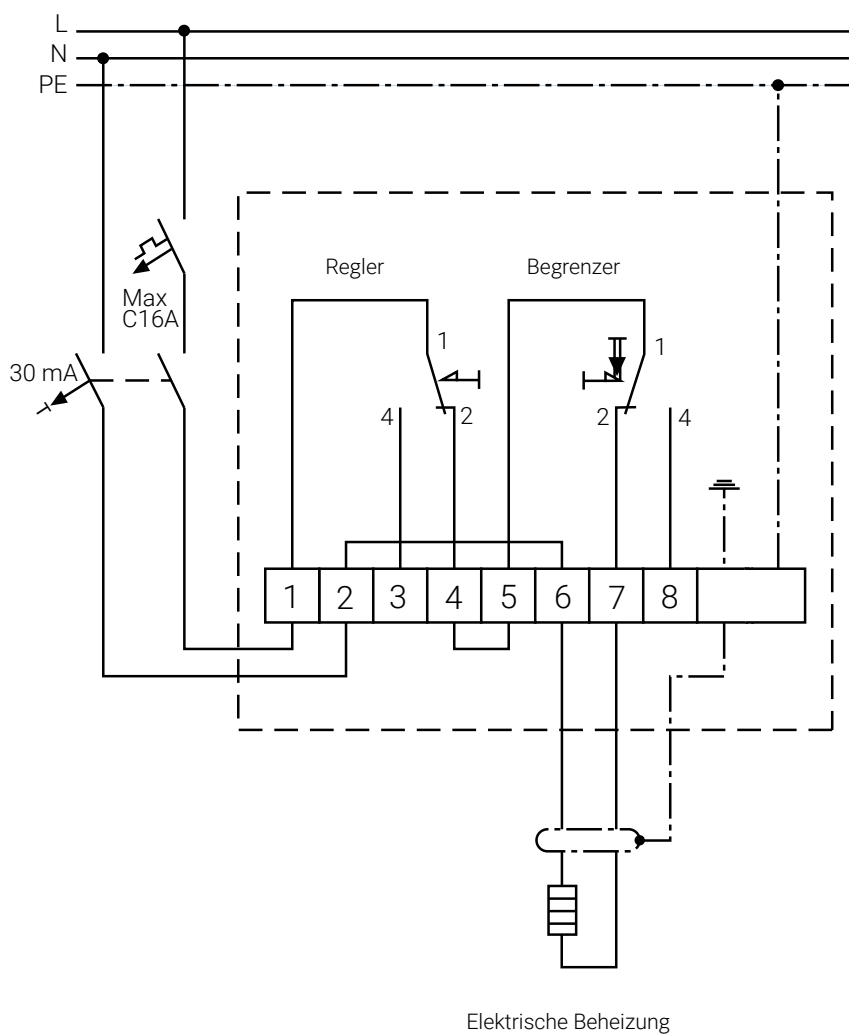 L
N
PE
Regler
Begrenzer
Max
C16A
30 mA
1
4
2
1
2
4
1 2 3 4 5 6 7 8
Elektrische Beheizung